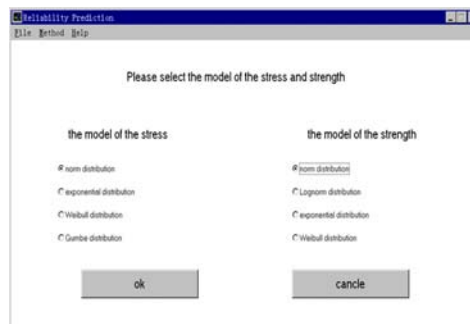 Reliability Prediction
File Method Help
Please select the model of the stress and strength
the model of the stress
the model of the strength
norm distribution
norm distribution
exponential distribution
Lognorm distribution
Weibull distribution
exponential distribution
Gumbe distribution
Weibull distribution
ok
cancle